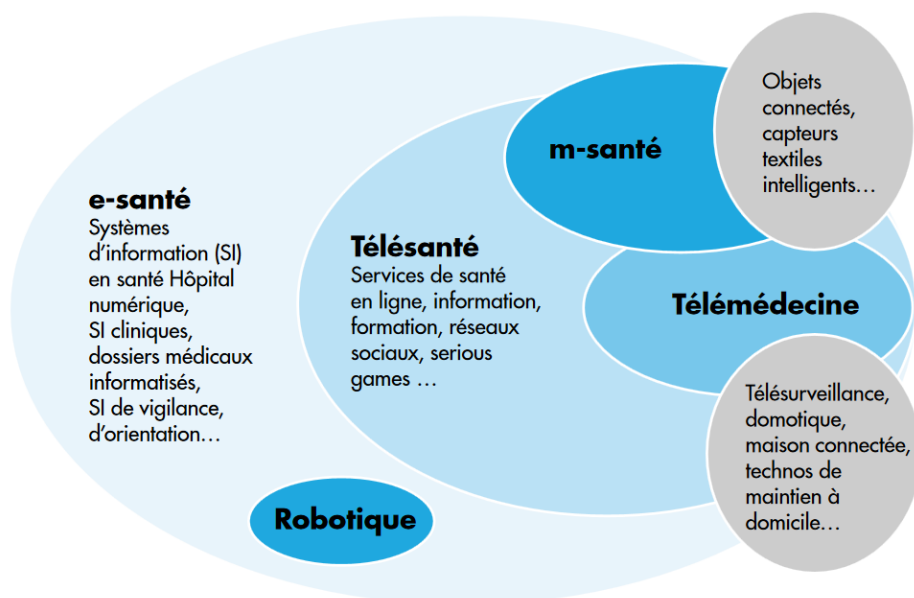 e-santé
Systèmes
d'information (SI)
en santé Hôpital
numérique,
SI cliniques,
dossiers médicaux
informatisés,
SI de vigilance,
d'orientation…
Télésanté
Services de santé
en ligne, information,
formation, réseaux
sociaux, serious
games …
m-santé
Objets
connectés,
capteurs
textiles
intelligents…
Télémédecine
Télésurveillance,
domotique,
maison connectée,
technos de
maintien à
domicile…
Robotique